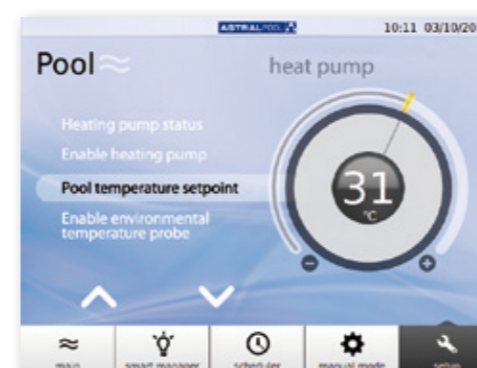 ASTRALPOOL 10:11 03/10/20
Pool heat pump
Heating pump status
Enable heating pump
Pool temperature setpoint
Enable environmental
temperature probe
31
°C
main smart manager scheduler manual mode setup